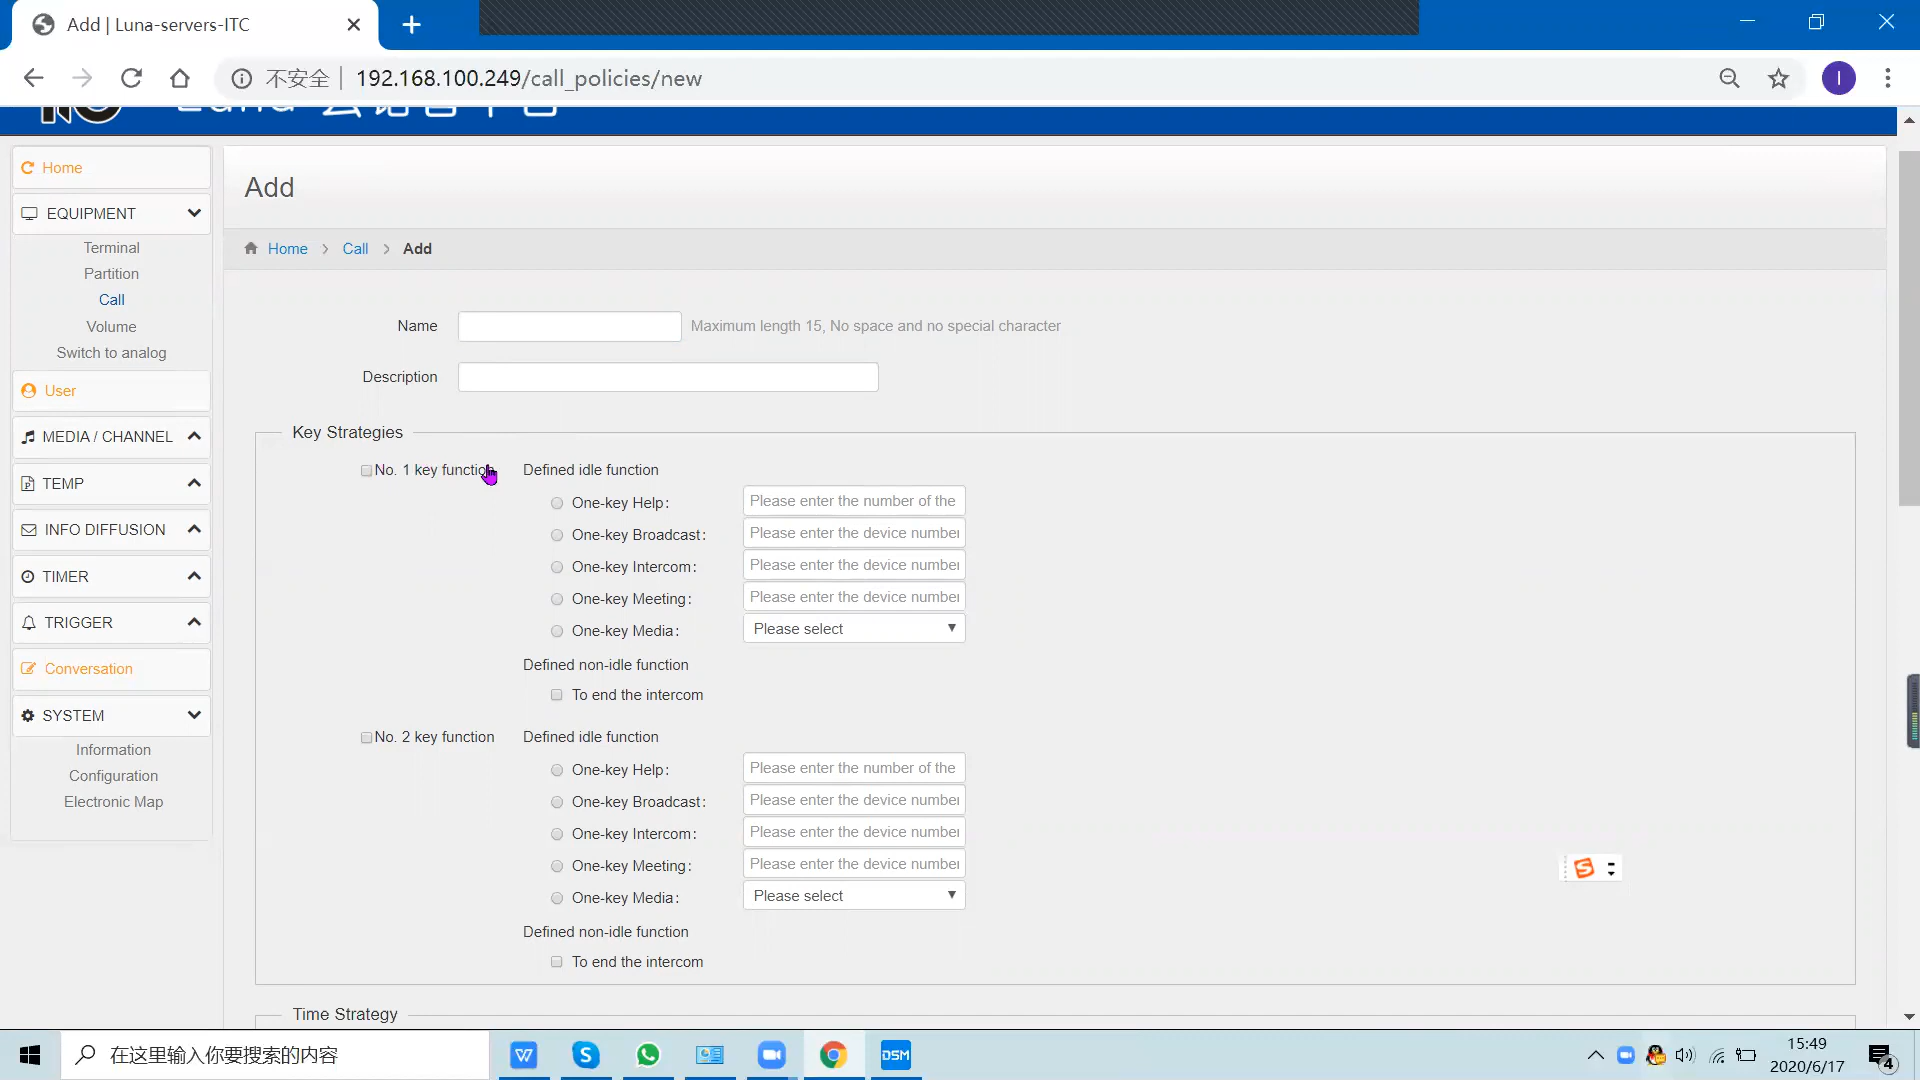 Add | Luna-servers-ITC
不安全 192.168.100.249/call_policies/new
I
Home
EQUIPMENT
Terminal
Partition
Call
Volume
Switch to analog
User
MEDIA / CHANNEL
TEMP
INFO DIFFUSION
TIMER
TRIGGER
Conversation
SYSTEM
Information
Configuration
Electronic Map
Add
Home > Call > Add
Name Maximum length 15, No space and no special character
Description
Key Strategies
No. 1 key function Defined idle function
One-key Help: Please enter the number of the
One-key Broadcast: Please enter the device number
One-key Intercom: Please enter the device number
One-key Meeting: Please enter the device number
One-key Media: Please select
Defined non-idle function
To end the intercom
No. 2 key function Defined idle function
One-key Help: Please enter the number of the
One-key Broadcast: Please enter the device number
One-key Intercom: Please enter the device number
One-key Meeting: Please enter the device number
One-key Media: Please select
Defined non-idle function
To end the intercom
Time Strategy
在这里输入你要搜索的内容
DSM
15:49
2020/6/17
4